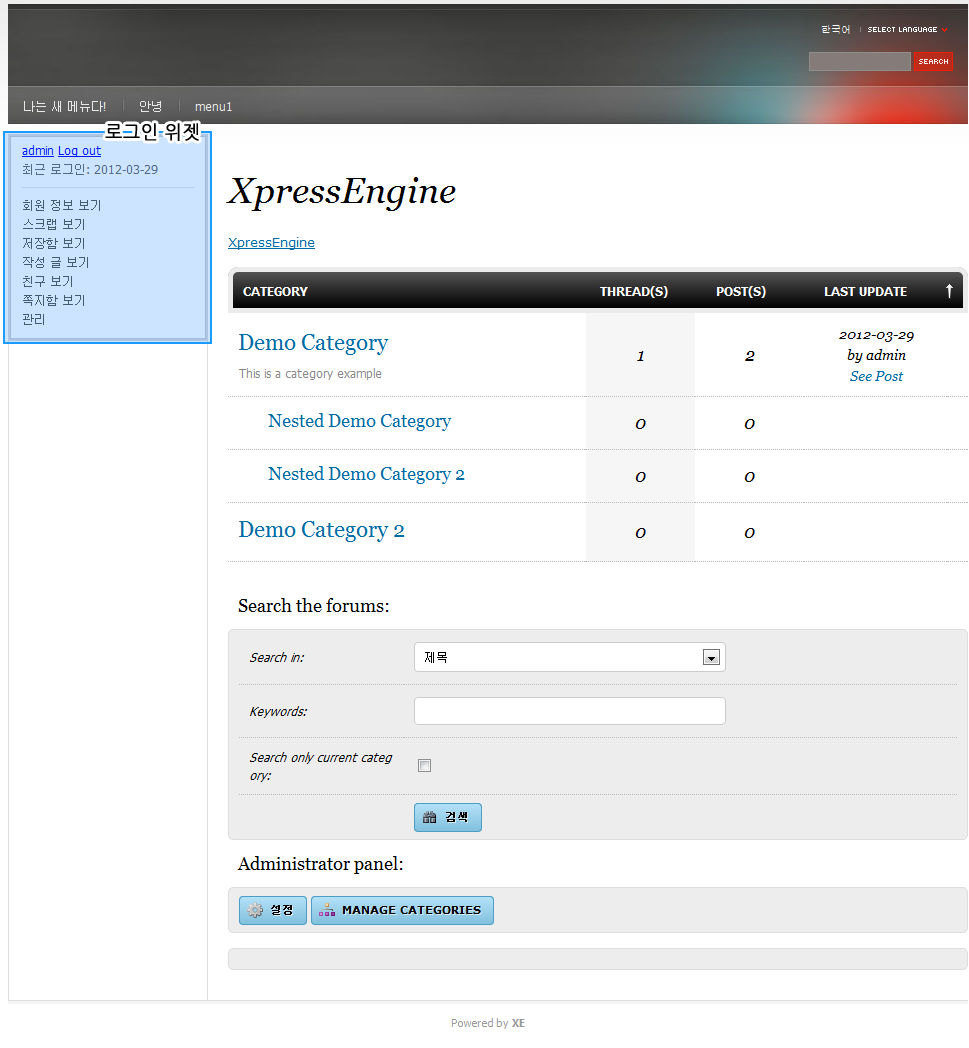 한국어 SELECT LANGUAGE
SEARCH
나는 새 메뉴다! 안녕 menu1
로그인 위젯
admin Log out
최근 로그인: 2012-03-29
회원 정보 보기
스크랩 보기
저장함 보기
작성 글 보기
친구 보기
쪽지함 보기
관리
XpressEngine
XpressEngine
CATEGORY THREAD(S) POST(S) LAST UPDATE ↑
Demo Category
This is a category example
1 2
2012-03-29
by admin
See Post
Nested Demo Category 0 0
Nested Demo Category 2 0 0
Demo Category 2 0 0
Search the forums:
Search in: 제목
Keywords:
Search only current categ
ory:
검색
Administrator panel:
설정 MANAGE CATEGORIES
Powered by XE